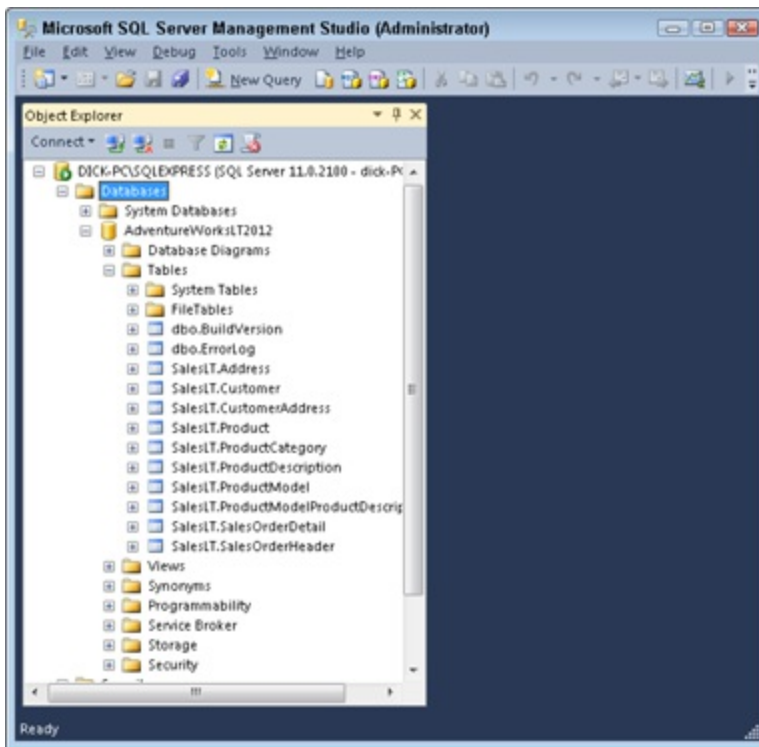 Microsoft SQL Server Management Studio (Administrator)
File Edit View Debug Tools Window Help
New Query
Object Explorer
Connect
DICK-PC\SQLEXPRESS (SQL Server 11.0.2100 - dick-PC
Databases
System Databases
AdventureWorksLT2012
Database Diagrams
Tables
System Tables
FileTables
dbo.BuildVersion
dbo.ErrorLog
SalesLT.Address
SalesLT.Customer
SalesLT.CustomerAddress
SalesLT.Product
SalesLT.ProductCategory
SalesLT.ProductDescription
SalesLT.ProductModel
SalesLT.ProductModelProductDescrip
SalesLT.SalesOrderDetail
SalesLT.SalesOrderHeader
Views
Synonyms
Programmability
Service Broker
Storage
Security
Ready